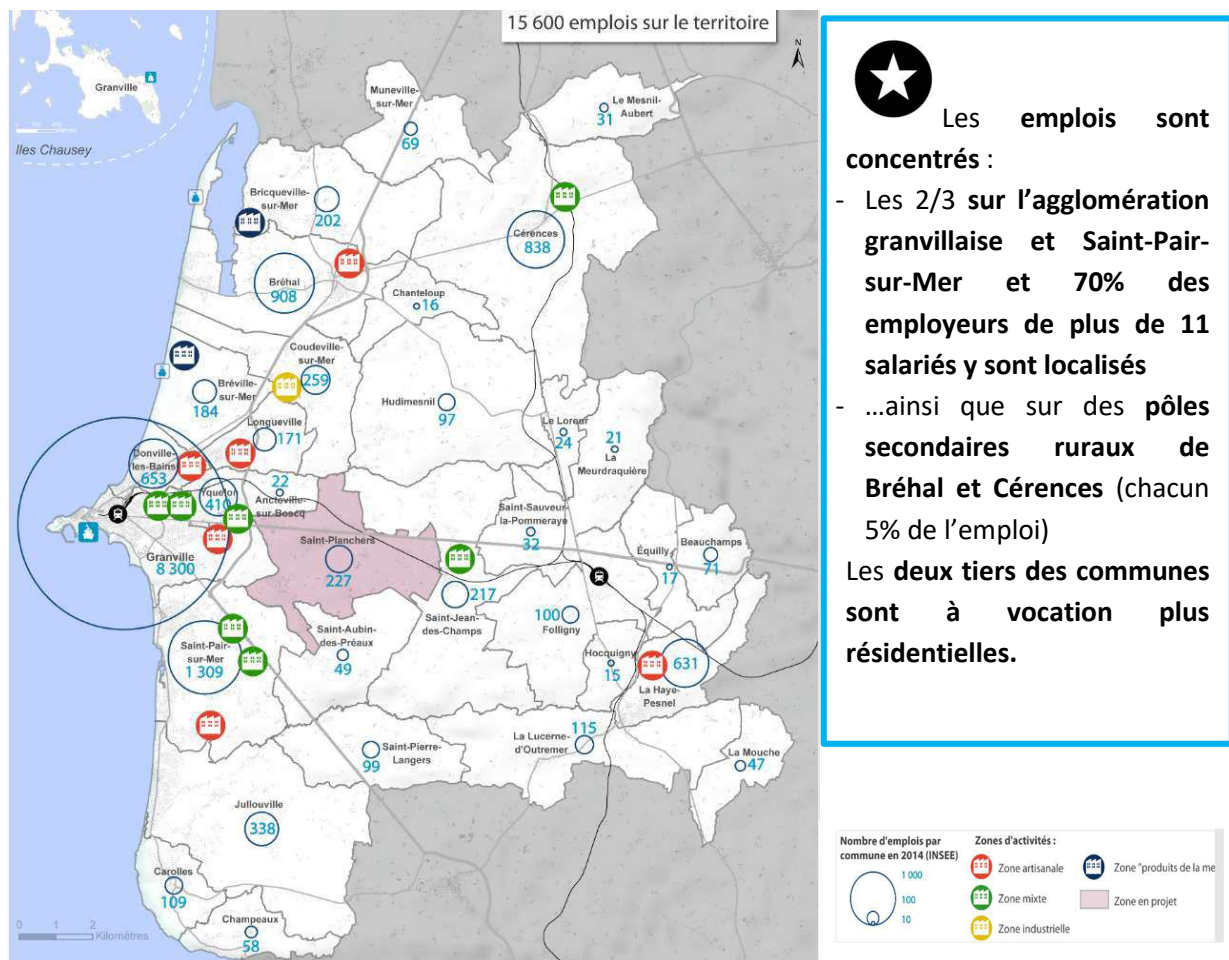 15 600 emplois sur le territoire
N
Granville
Iles Chausey
Muneville-
sur-Mer
69
Le Mesnil-
Aubert
31
Bricqueville-
sur-Mer
202
Cérences
838
Bréhal
908
Chanteloup
16
Coudeville-
sur-Mer
259
Bréville-
sur-Mer
184
Hudimesnil
97
Longueville
171
Le Loreur
24
21
La
Meurdraquière
Donville-
les-Bains
653
Yquelon
410
22
Anctéville-
sur-Boscq
Saint-Sauveur-
la-Pommeraye
32
Saint-Planchers
227
Granville
8 300
Équilly
17
Beauchamps
71
217
Saint-Jean-
des-Champs
100
Folligny
Saint-Aubin-
des-Préaux
49
Saint-Pair-
sur-Mer
1 309
Hocquigny
15
631
La Haye-
Pesnel
115
La Lucerne-
d'Outremer
Saint-Pierre-
Langers
99
La Mouche
47
Jullouville
338
Carolles
109
Champeaux
58
0 1 2
Kilomètres
Les emplois sont
concentrés :
- Les 2/3 sur l’agglomération
granvillaise et Saint-Pair-
sur-Mer et 70% des
employeurs de plus de 11
salariés y sont localisés
- …ainsi que sur des pôles
secondaires ruraux de
Bréhal et Cérences (chacun
5% de l’emploi)
Les deux tiers des communes
sont à vocation plus
résidentielles.
Nombre d'emplois par
commune en 2014 (INSEE)
1 000
100
10
Zones d'activités :
Zone artisanale
Zone mixte
Zone industrielle
Zone "produits de la me
Zone en projet